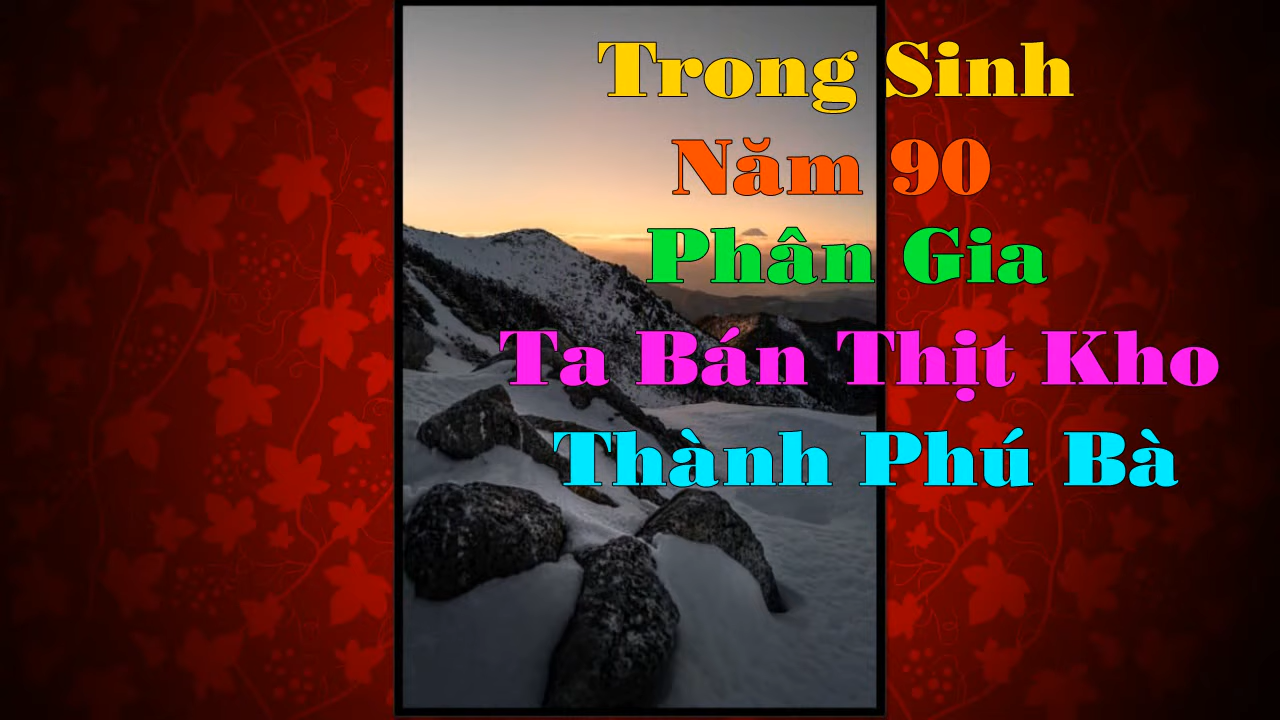 Trong Sinh
Năm 90
Phân Gia
Ta Bán Thịt Kho
Thành Phú Bà